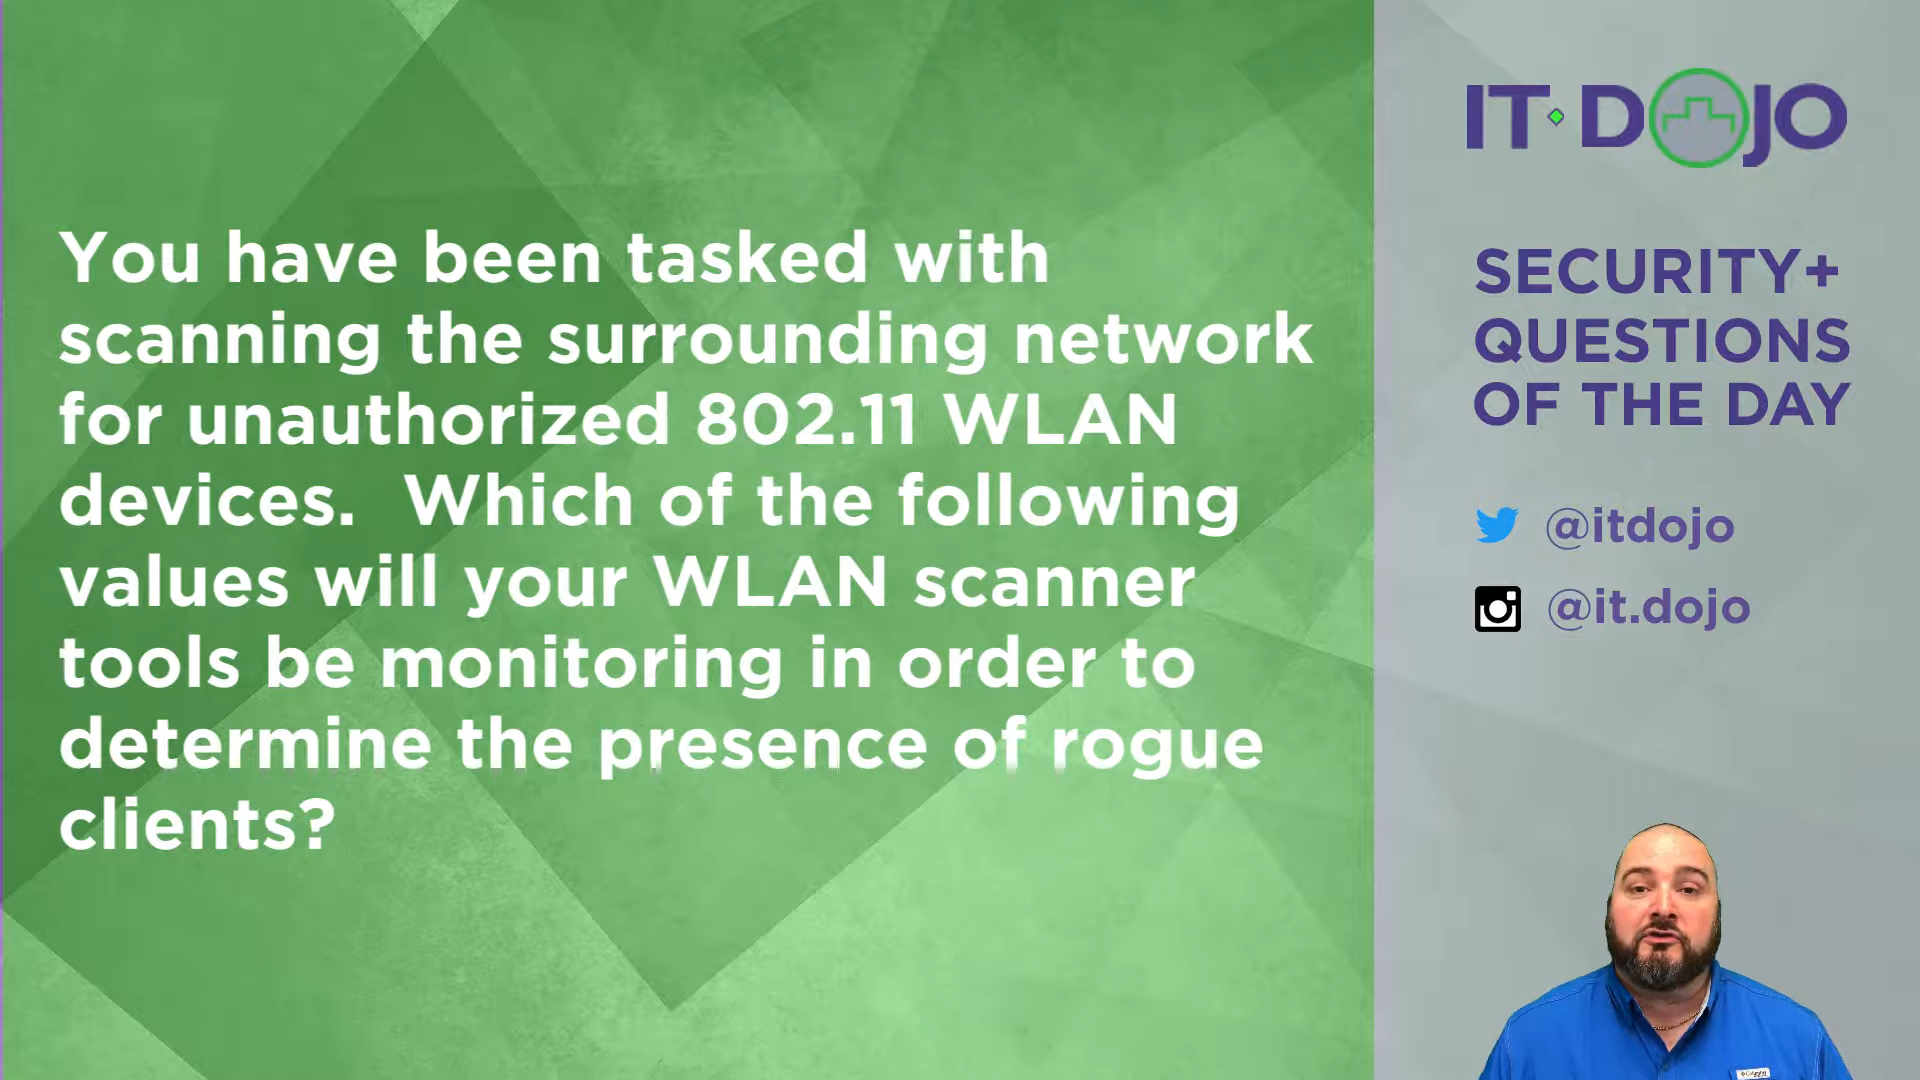 You have been tasked with
scanning the surrounding network
for unauthorized 802.11 WLAN
devices.  Which of the following
values will your WLAN scanner
tools be monitoring in order to
determine the presence of rogue
clients?
IT DOJO
SECURITY+
QUESTIONS
OF THE DAY
@itdojo
@it.dojo